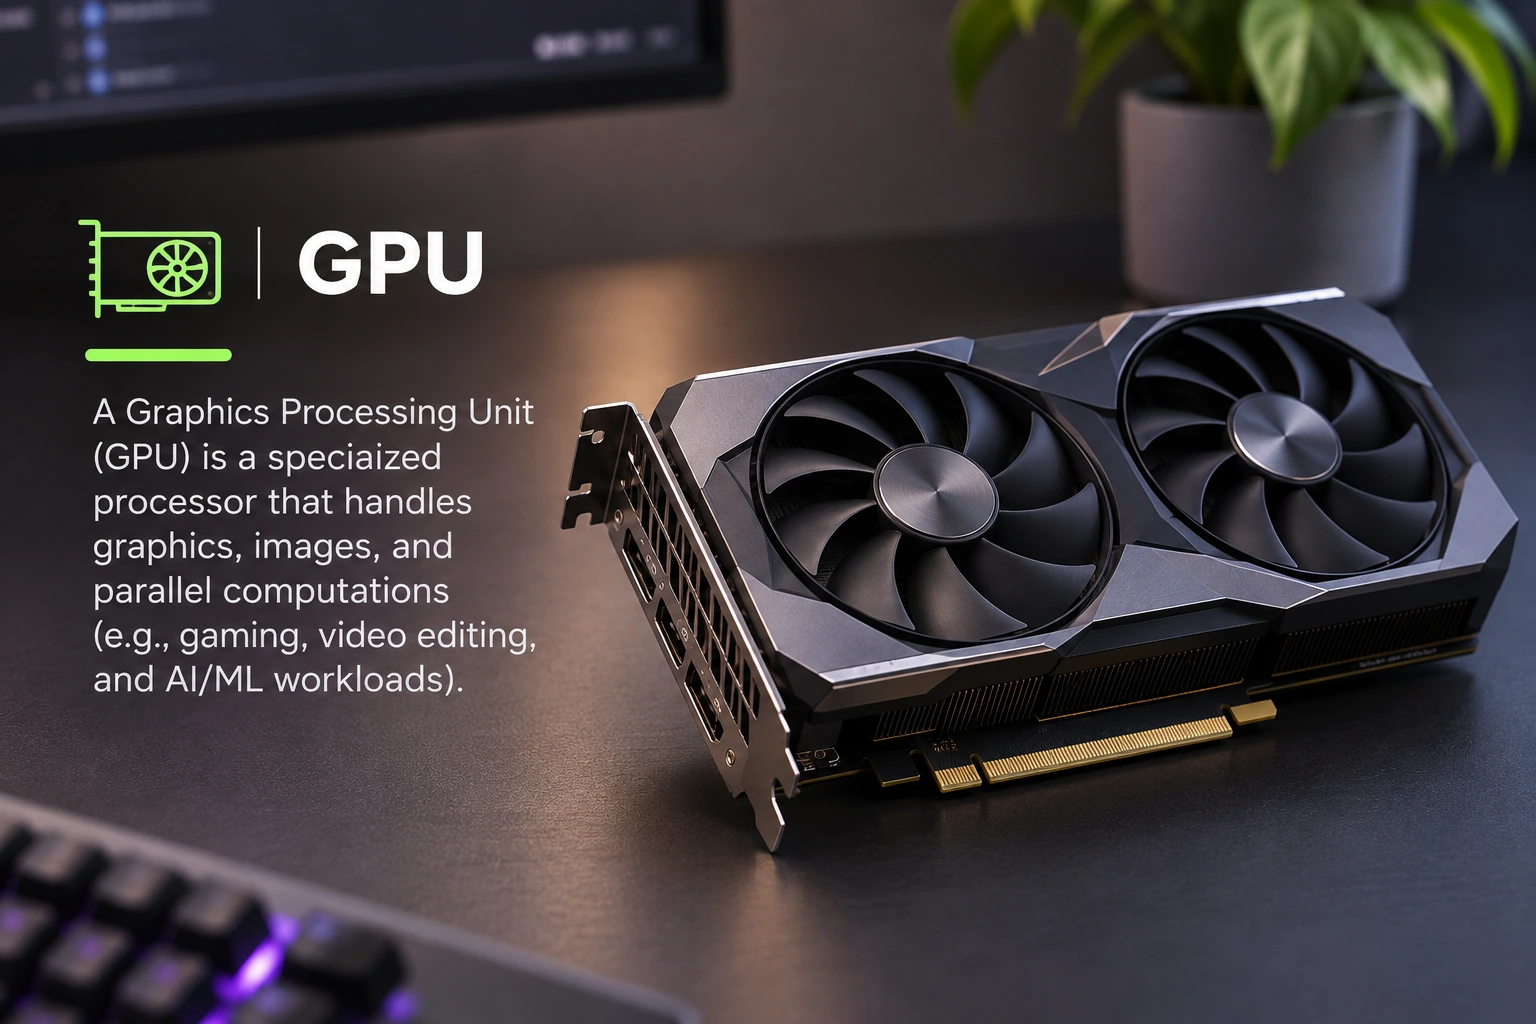 GPU
A Graphics Processing Unit
(GPU) is a speciaized
processor that handles
graphics, images, and
parallel computations
(e.g., gaming, video editing,
and AI/ML workloads).